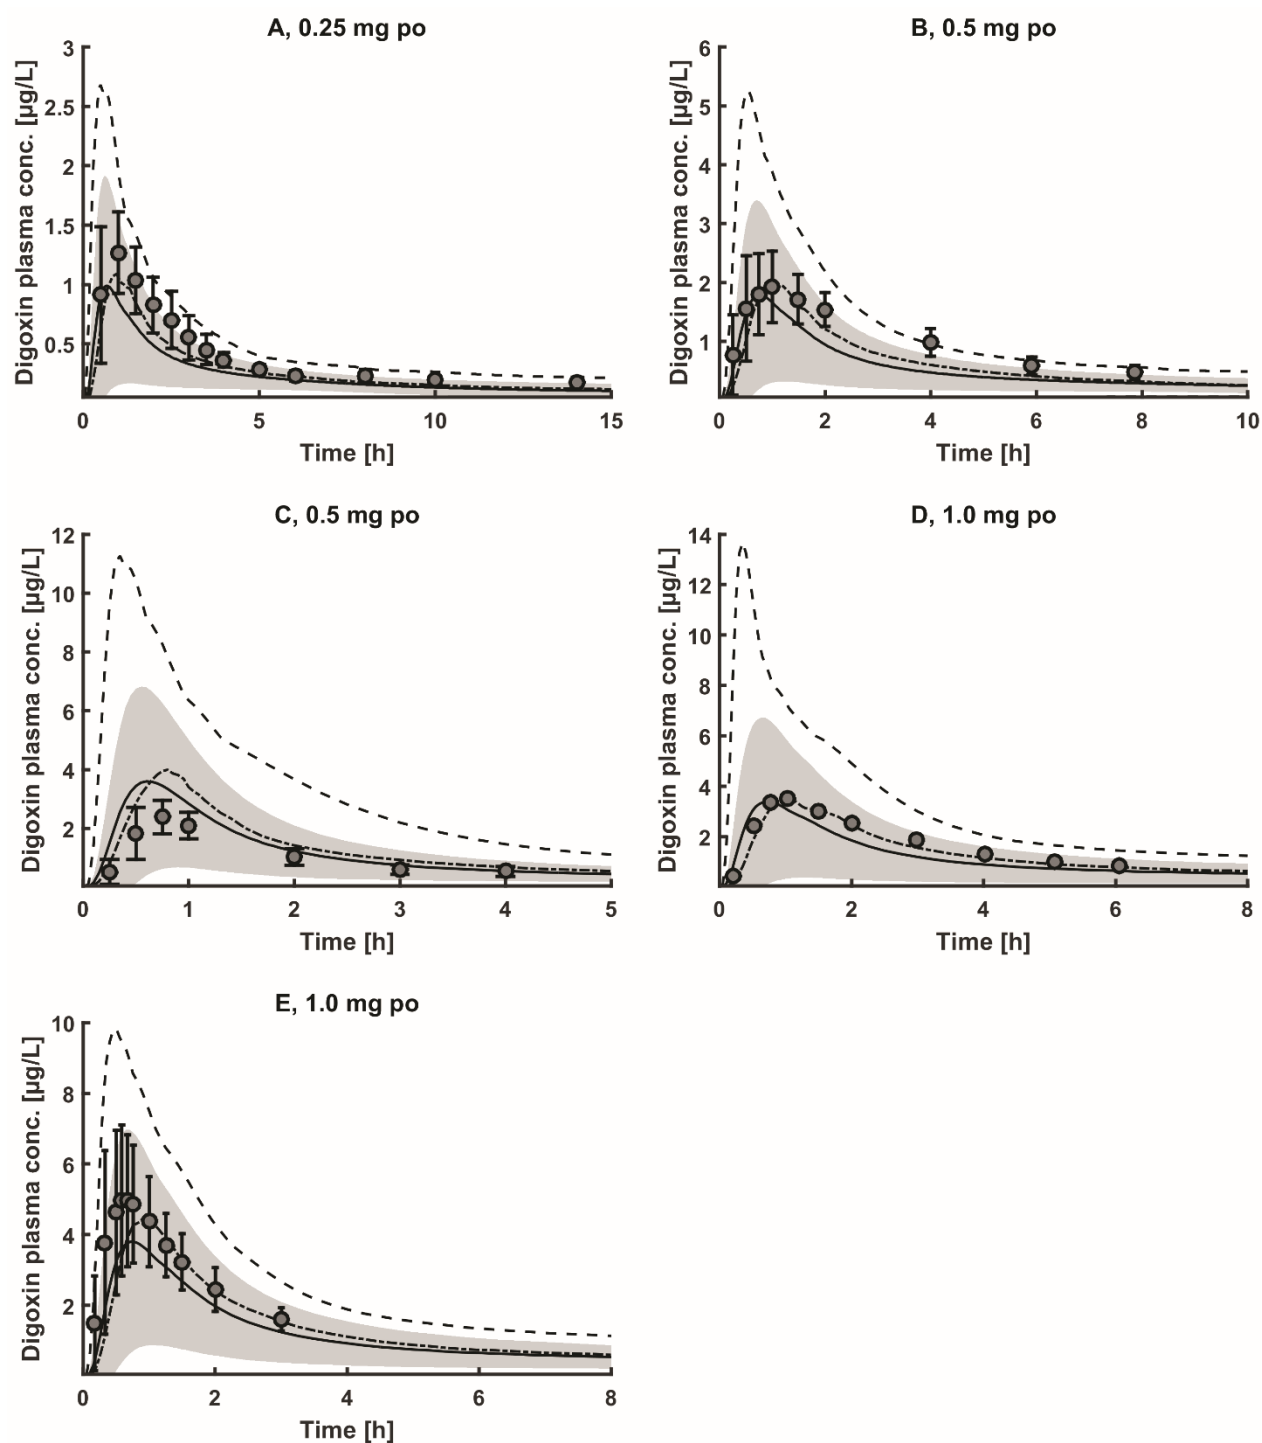 A, 0.25 mg po
Digoxin plasma conc. [µg/L]
3
2.5
2
1.5
1
0.5
0 5 10 15
Time [h]
B, 0.5 mg po
Digoxin plasma conc. [µg/L]
6
5
4
3
2
1
0 2 4 6 8 10
Time [h]
C, 0.5 mg po
Digoxin plasma conc. [µg/L]
12
10
8
6
4
2
0 1 2 3 4 5
Time [h]
D, 1.0 mg po
Digoxin plasma conc. [µg/L]
14
12
10
8
6
4
2
0 2 4 6 8
Time [h]
E, 1.0 mg po
Digoxin plasma conc. [µg/L]
10
8
6
4
2
0 2 4 6 8
Time [h]